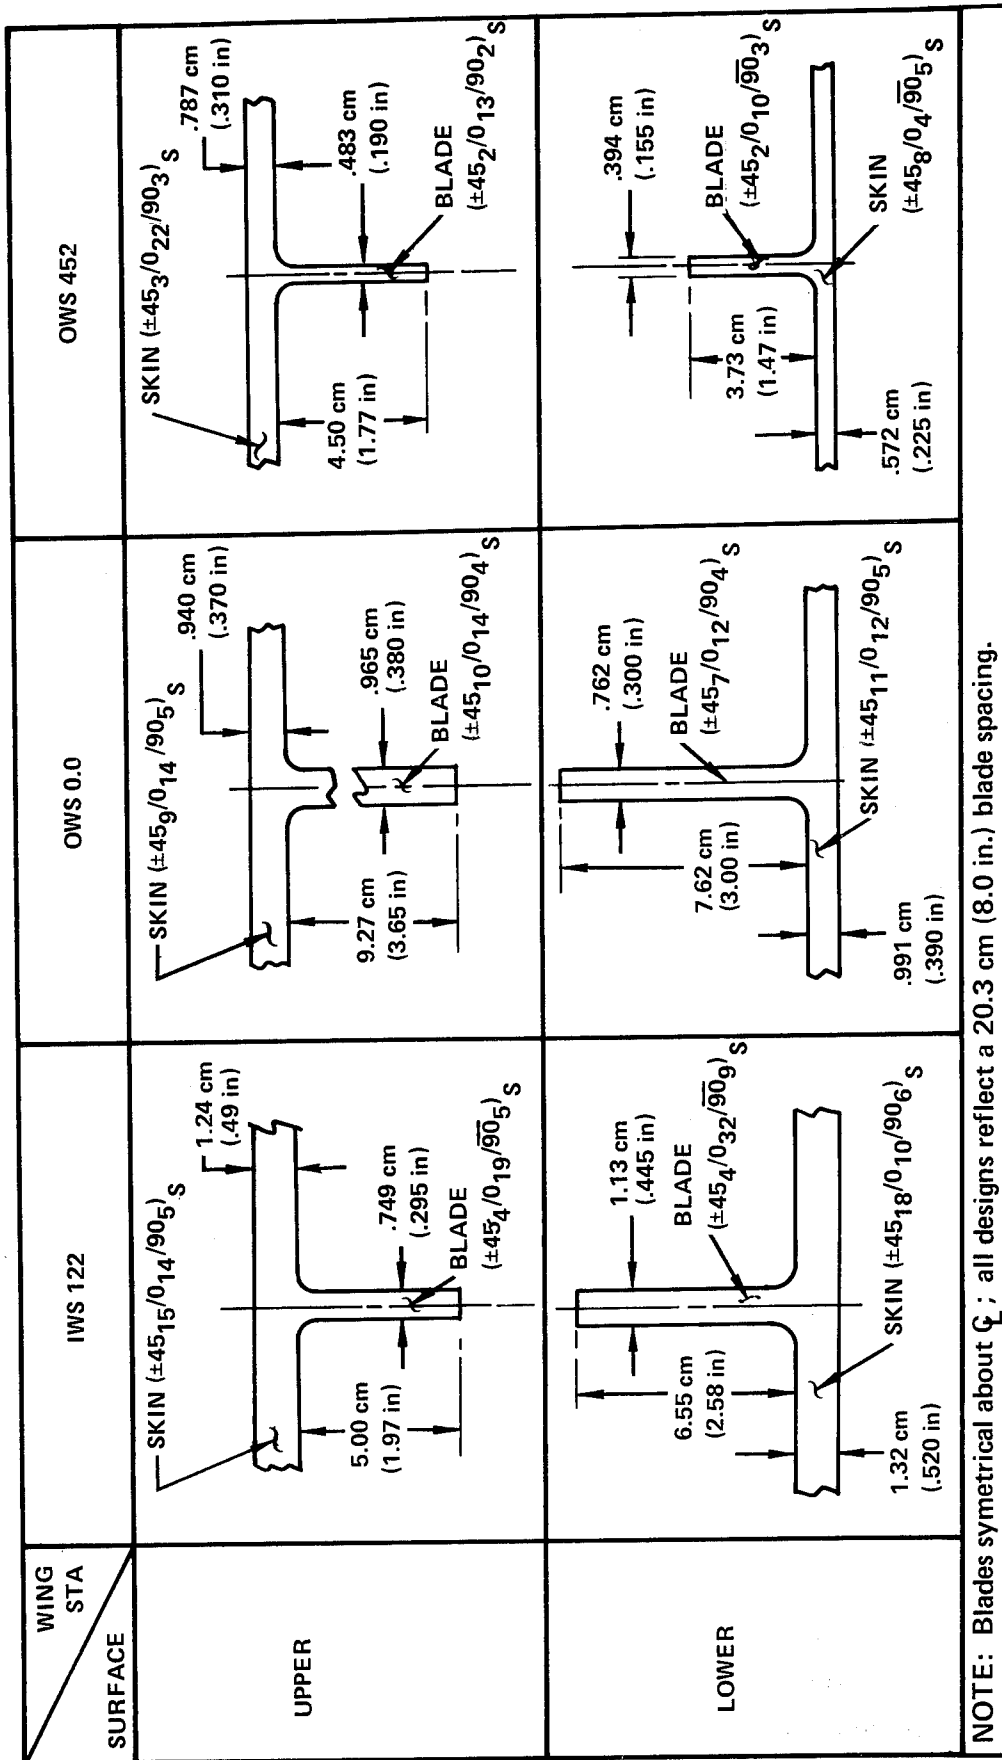 WING
STA
SURFACE
IWS 122
OWS 0.0
OWS 452
UPPER
SKIN (±45₁₅/0₁₄/90₅)S
1.24 cm
(.49 in)
5.00 cm
(1.97 in)
.749 cm
(.295 in)
BLADE
(±45₄/0₁₉/9̅0̅₅)S
SKIN (±45₉/0₁₄/90₅)S
.940 cm
(.370 in)
9.27 cm
(3.65 in)
.965 cm
(.380 in)
BLADE
(±45₁₀/0₁₄/90₄)S
SKIN (±45₃/0₂₂/90₃)S
.787 cm
(.310 in)
4.50 cm
(1.77 in)
.483 cm
(.190 in)
BLADE
(±45₂/0₁₃/90₂)S
LOWER
1.13 cm
(.445 in)
BLADE
(±45₄/0₃₂/9̅0̅₉)S
6.55 cm
(2.58 in)
1.32 cm
(.520 in)
SKIN (±45₁₈/0₁₀/90₆)S
.762 cm
(.300 in)
BLADE
(±45₇/0₁₂/90₄)S
7.62 cm
(3.00 in)
.991 cm
(.390 in)
SKIN (±45₁₁/0₁₂/90₅)S
.394 cm
(.155 in)
BLADE
(±45₂/0₁₀/9̅0̅₃)S
3.73 cm
(1.47 in)
.572 cm
(.225 in)
SKIN
(±45₈/0₄/9̅0̅₅)S
NOTE: Blades symetrical about ℄; all designs reflect a 20.3 cm (8.0 in.) blade spacing.